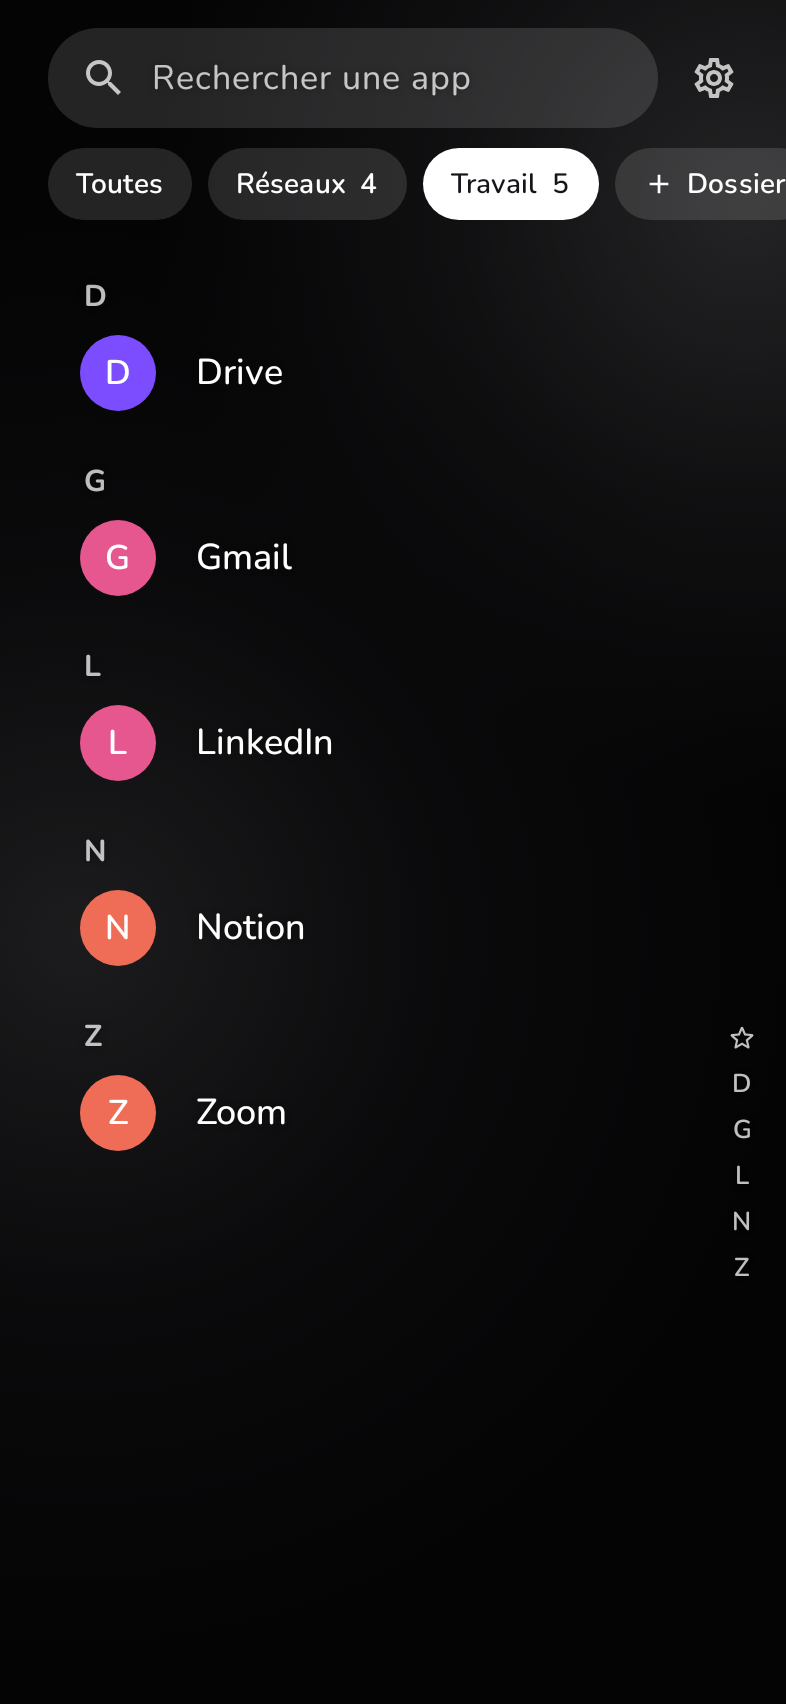 Rechercher une app
Toutes
Réseaux 4
Travail 5
+ Dossier
D
D Drive
G
G Gmail
L
L LinkedIn
N
N Notion
Z
Z Zoom
D
G
L
N
Z